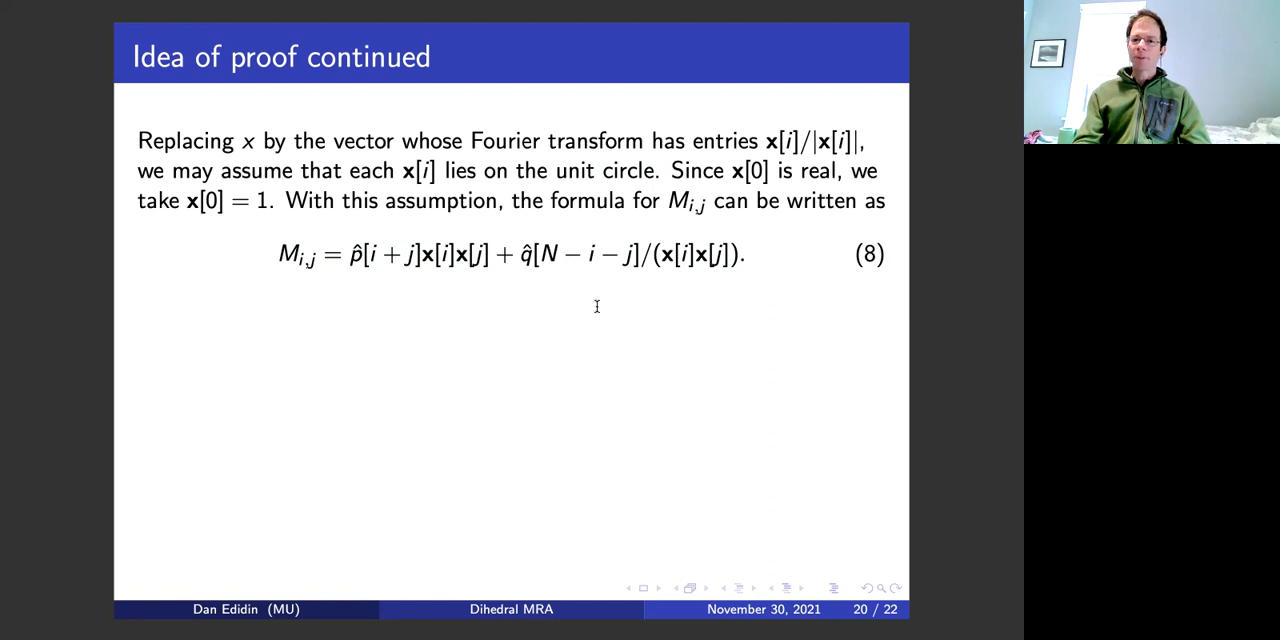 Idea of proof continued
Replacing x by the vector whose Fourier transform has entries x[i]/|x[i]|,
we may assume that each x[i] lies on the unit circle. Since x[0] is real, we
take x[0] = 1. With this assumption, the formula for M_{i,j} can be written as
M_{i,j} = p̂[i + j]x[i]x[j] + q̂[N − i − j]/(x[i]x[j]). (8)
Dan Edidin (MU) Dihedral MRA November 30, 2021 20 / 22